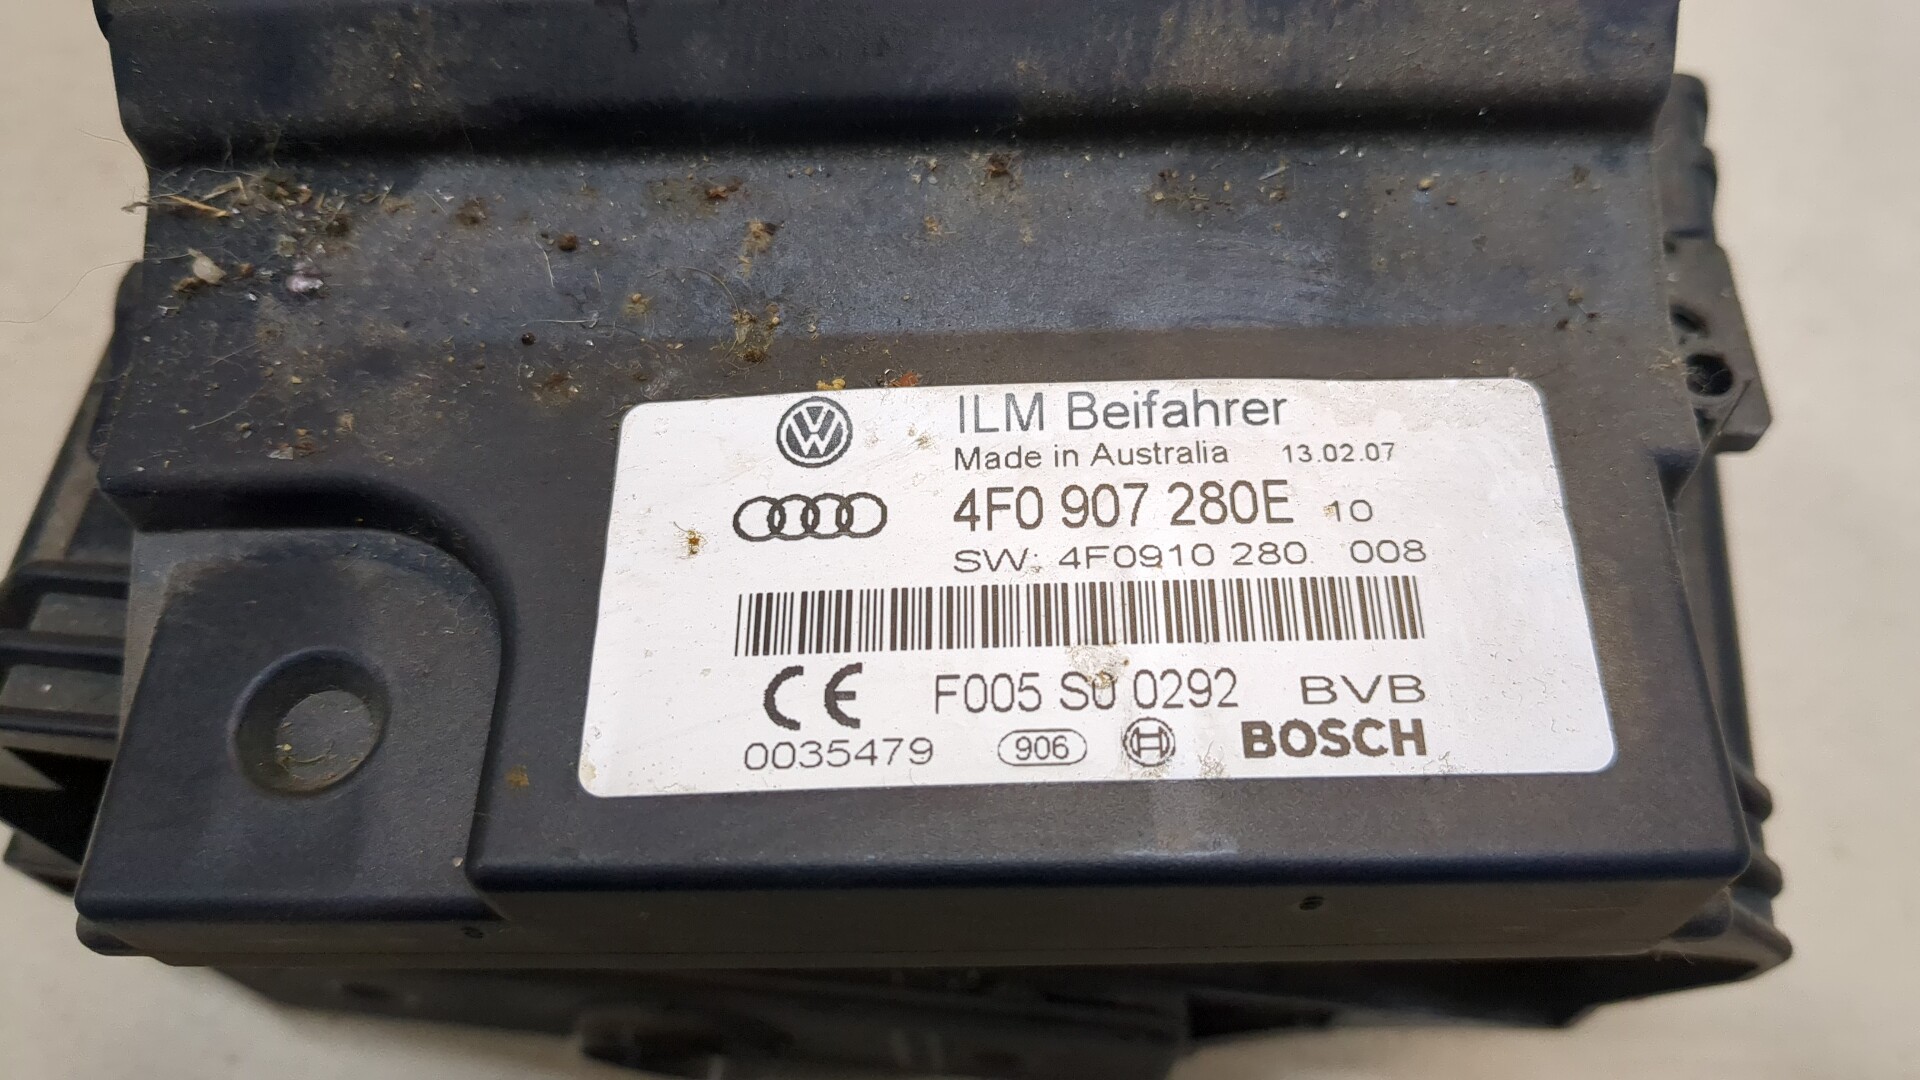 ILM Beifahrer
Made in Australia 13.02.07
4F0 907 280E 10
SW: 4F0910 280 008
CE F005 S0 0292 BVB
0035479 906 BOSCH